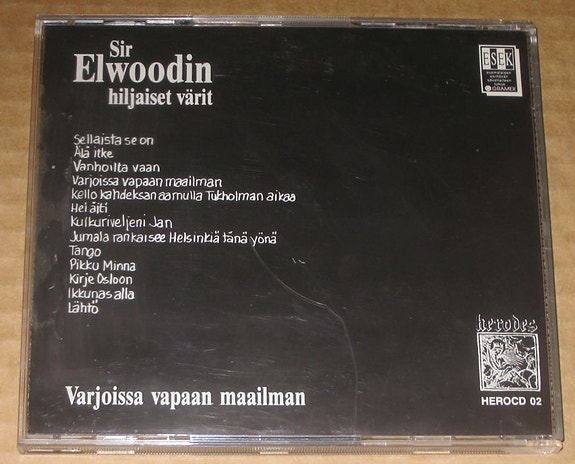 Sir
Elwoodin
hiljaiset värit
ESEK
GRAMEX
Sellaista se on
Älä itke
Vanhoilta vaan
Varjoissa vapaan maailman
Kello kahdeksan aamulla Tukholman aikaa
Hei äiti
Kulkuriveljeni Jan
Jumala rankaisee Helsinkiä tänä yönä
Tango
Pikku Minna
Kirje Osloon
Ikkunas alla
Lähtö
herodes
HEROCD 02
Varjoissa vapaan maailman